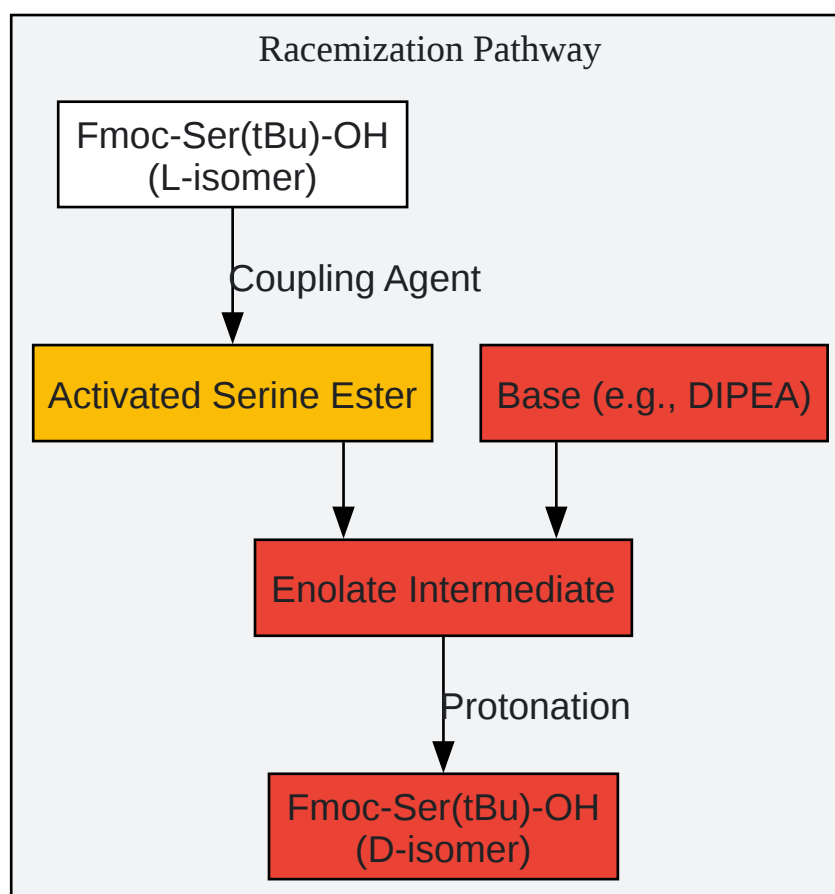 Racemization Pathway
Fmoc-Ser(tBu)-OH
(L-isomer)
Coupling Agent
Activated Serine Ester
Base (e.g., DIPEA)
Enolate Intermediate
Protonation
Fmoc-Ser(tBu)-OH
(D-isomer)